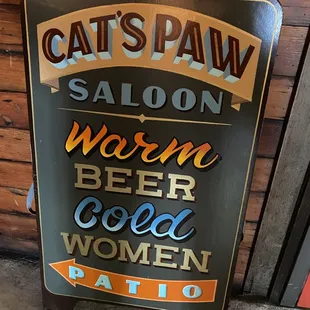 CAT'S PAW
SALOON
Warm
BEER
Cold
WOMEN
PATIO